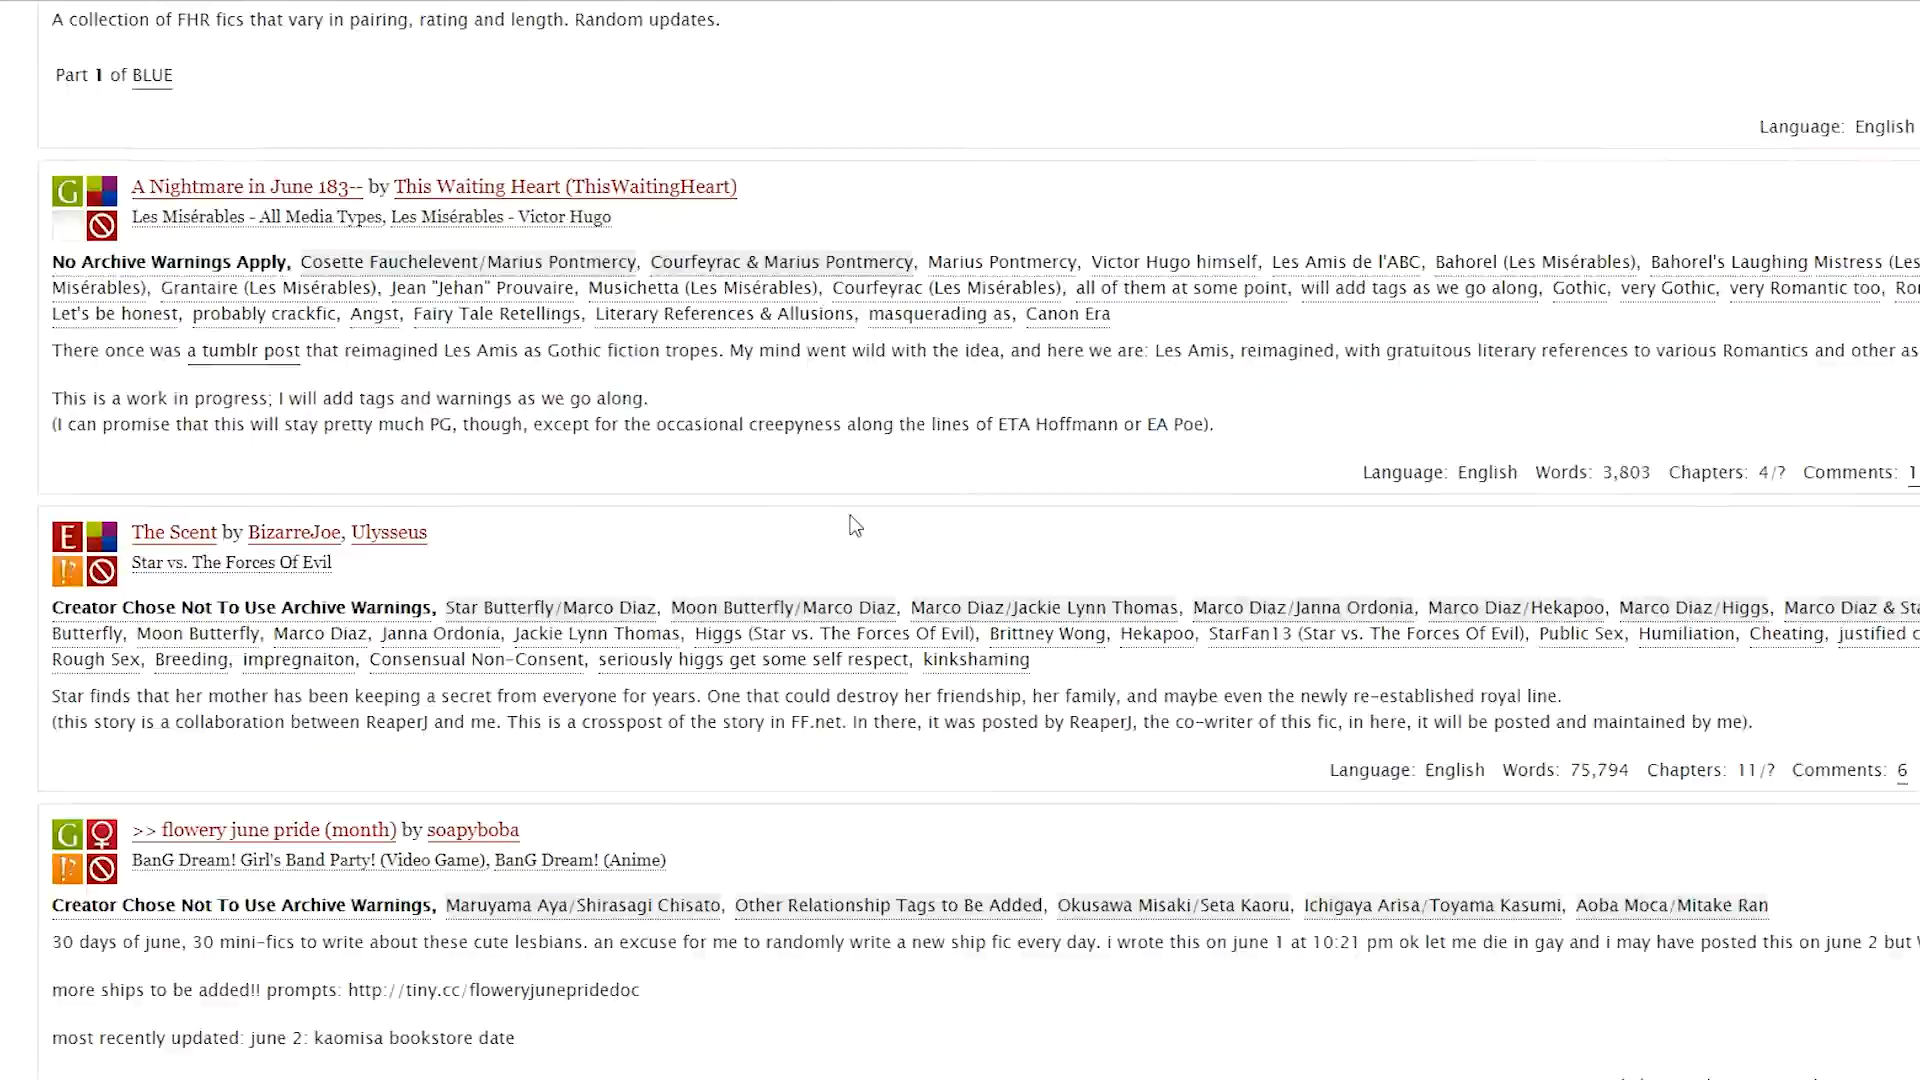 A collection of FHR fics that vary in pairing, rating and length. Random updates.
Part 1 of BLUE
Language: English
G A Nightmare in June 183-- by This Waiting Heart (ThisWaitingHeart)
Les Misérables - All Media Types, Les Misérables - Victor Hugo
No Archive Warnings Apply, Cosette Fauchelevent/Marius Pontmercy, Courfeyrac & Marius Pontmercy, Marius Pontmercy, Victor Hugo himself, Les Amis de l'ABC, Bahorel (Les Misérables), Bahorel's Laughing Mistress (Les
Misérables), Grantaire (Les Misérables), Jean "Jehan" Prouvaire, Musichetta (Les Misérables), Courfeyrac (Les Misérables), all of them at some point, will add tags as we go along, Gothic, very Gothic, very Romantic too,
Let's be honest, probably crackfic, Angst, Fairy Tale Retellings, Literary References & Allusions, masquerading as, Canon Era
There once was a tumblr post that reimagined Les Amis as Gothic fiction tropes. My mind went wild with the idea, and here we are: Les Amis, reimagined, with gratuitous literary references to various Romantics and other as
This is a work in progress; I will add tags and warnings as we go along.
(I can promise that this will stay pretty much PG, though, except for the occasional creepyness along the lines of ETA Hoffmann or EA Poe).
Language: English Words: 3,803 Chapters: 4/? Comments: 1
E The Scent by BizarreJoe, Ulysseus
!? Star vs. The Forces Of Evil
Creator Chose Not To Use Archive Warnings, Star Butterfly/Marco Diaz, Moon Butterfly/Marco Diaz, Marco Diaz/Jackie Lynn Thomas, Marco Diaz/Janna Ordonia, Marco Diaz/Hekapoo, Marco Diaz/Higgs, Marco Diaz & Sta
Butterfly, Moon Butterfly, Marco Diaz, Janna Ordonia, Jackie Lynn Thomas, Higgs (Star vs. The Forces Of Evil), Brittney Wong, Hekapoo, StarFan13 (Star vs. The Forces Of Evil), Public Sex, Humiliation, Cheating, justified c
Rough Sex, Breeding, impregnaiton, Consensual Non-Consent, seriously higgs get some self respect, kinkshaming
Star finds that her mother has been keeping a secret from everyone for years. One that could destroy her friendship, her family, and maybe even the newly re-established royal line.
(this story is a collaboration between ReaperJ and me. This is a crosspost of the story in FF.net. In there, it was posted by ReaperJ, the co-writer of this fic, in here, it will be posted and maintained by me).
Language: English Words: 75,794 Chapters: 11/? Comments: 6
G >> flowery june pride (month) by soapyboba
!? BanG Dream! Girl's Band Party! (Video Game), BanG Dream! (Anime)
Creator Chose Not To Use Archive Warnings, Maruyama Aya/Shirasagi Chisato, Other Relationship Tags to Be Added, Okusawa Misaki/Seta Kaoru, Ichigaya Arisa/Toyama Kasumi, Aoba Moca/Mitake Ran
30 days of june, 30 mini-fics to write about these cute lesbians. an excuse for me to randomly write a new ship fic every day. i wrote this on june 1 at 10:21 pm ok let me die in gay and i may have posted this on june 2 but
more ships to be added!! prompts: http://tiny.cc/floweryjunepridedoc
most recently updated: june 2: kaomisa bookstore date